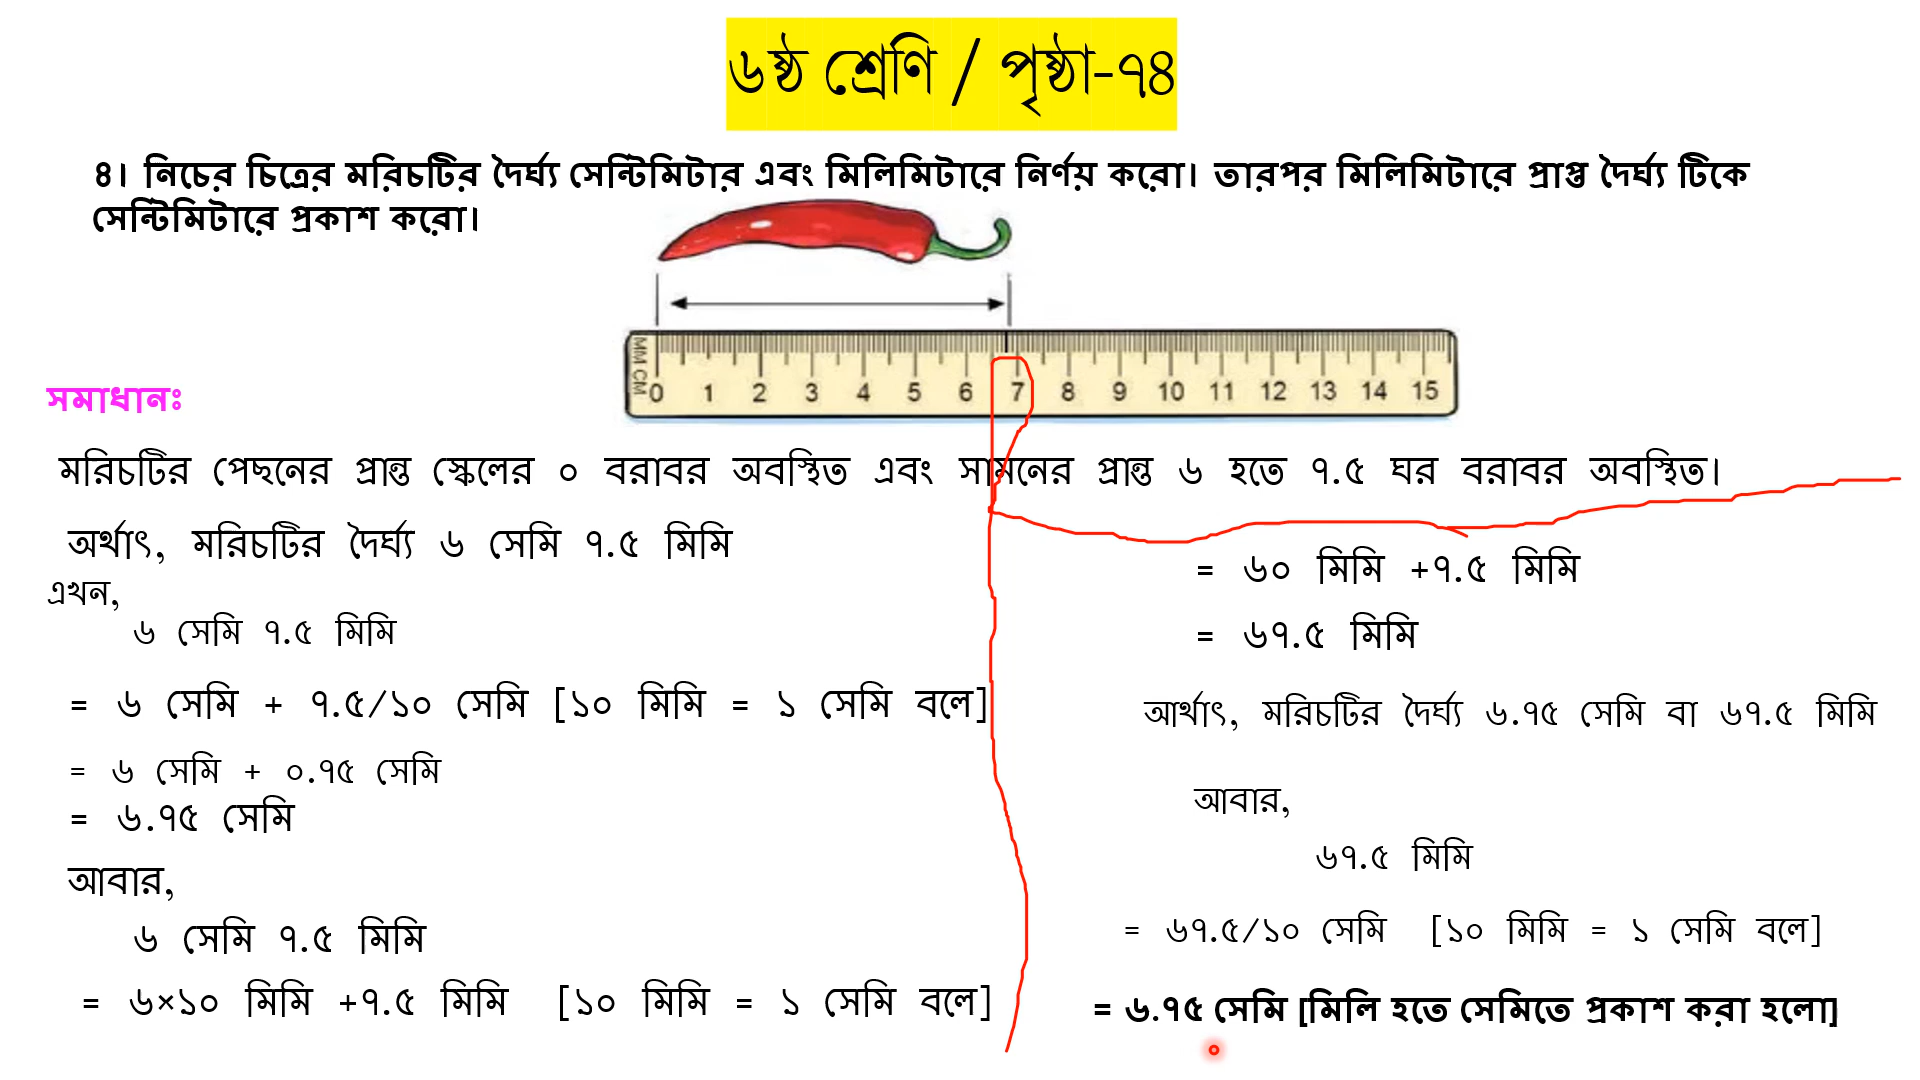 ৬ষ্ঠ শ্রেণি / পৃষ্ঠা-৭৪
৪। নিচের চিত্রের মরিচটির দৈর্ঘ্য সেন্টিমিটার এবং মিলিমিটারে নির্ণয় করো। তারপর মিলিমিটারে প্রাপ্ত দৈর্ঘ্য টিকে
সেন্টিমিটারে প্রকাশ করো।
MM CM
0 1 2 3 4 5 6 7 8 9 10 11 12 13 14 15
সমাধানঃ
মরিচটির পেছনের প্রান্ত স্কেলের ০ বরাবর অবস্থিত এবং সামনের প্রান্ত ৬ হতে ৭.৫ ঘর বরাবর অবস্থিত।
অর্থাৎ, মরিচটির দৈর্ঘ্য ৬ সেমি ৭.৫ মিমি
এখন,
৬ সেমি ৭.৫ মিমি
= ৬ সেমি + ৭.৫/১০ সেমি [১০ মিমি = ১ সেমি বলে]
= ৬ সেমি + ০.৭৫ সেমি
= ৬.৭৫ সেমি
আবার,
৬ সেমি ৭.৫ মিমি
= ৬×১০ মিমি +৭.৫ মিমি [১০ মিমি = ১ সেমি বলে]
= ৬০ মিমি +৭.৫ মিমি
= ৬৭.৫ মিমি
আর্থাৎ, মরিচটির দৈর্ঘ্য ৬.৭৫ সেমি বা ৬৭.৫ মিমি
আবার,
৬৭.৫ মিমি
= ৬৭.৫/১০ সেমি [১০ মিমি = ১ সেমি বলে]
= ৬.৭৫ সেমি [মিলি হতে সেমিতে প্রকাশ করা হলো]